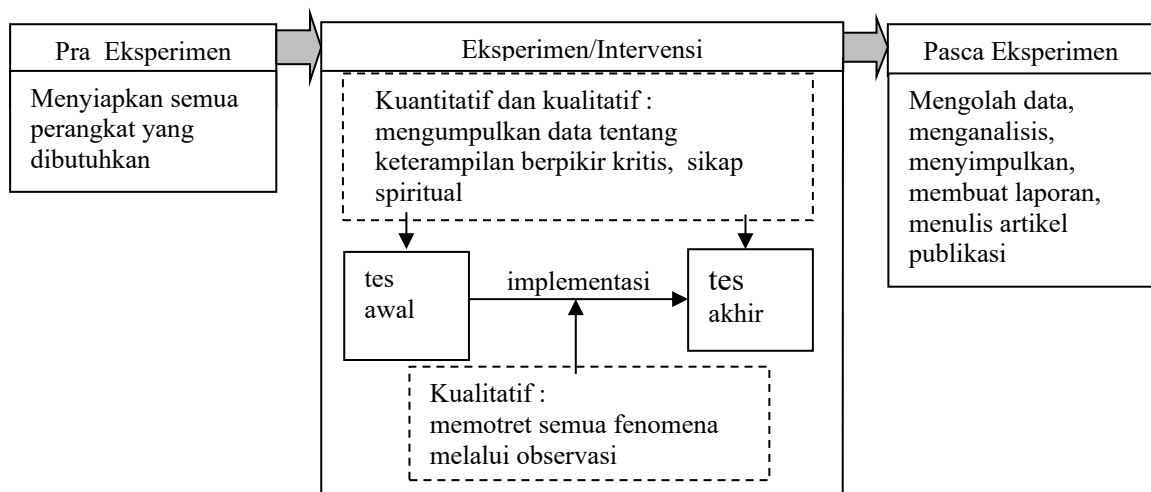 Pra Eksperimen
Menyiapkan semua
perangkat yang
dibutuhkan
Eksperimen/Intervensi
Kuantitatif dan kualitatif :
mengumpulkan data tentang
keterampilan berpikir kritis, sikap
spiritual
tes
awal
implementasi
tes
akhir
Kualitatif :
memotret semua fenomena
melalui observasi
Pasca Eksperimen
Mengolah data,
menganalisis,
menyimpulkan,
membuat laporan,
menulis artikel
publikasi